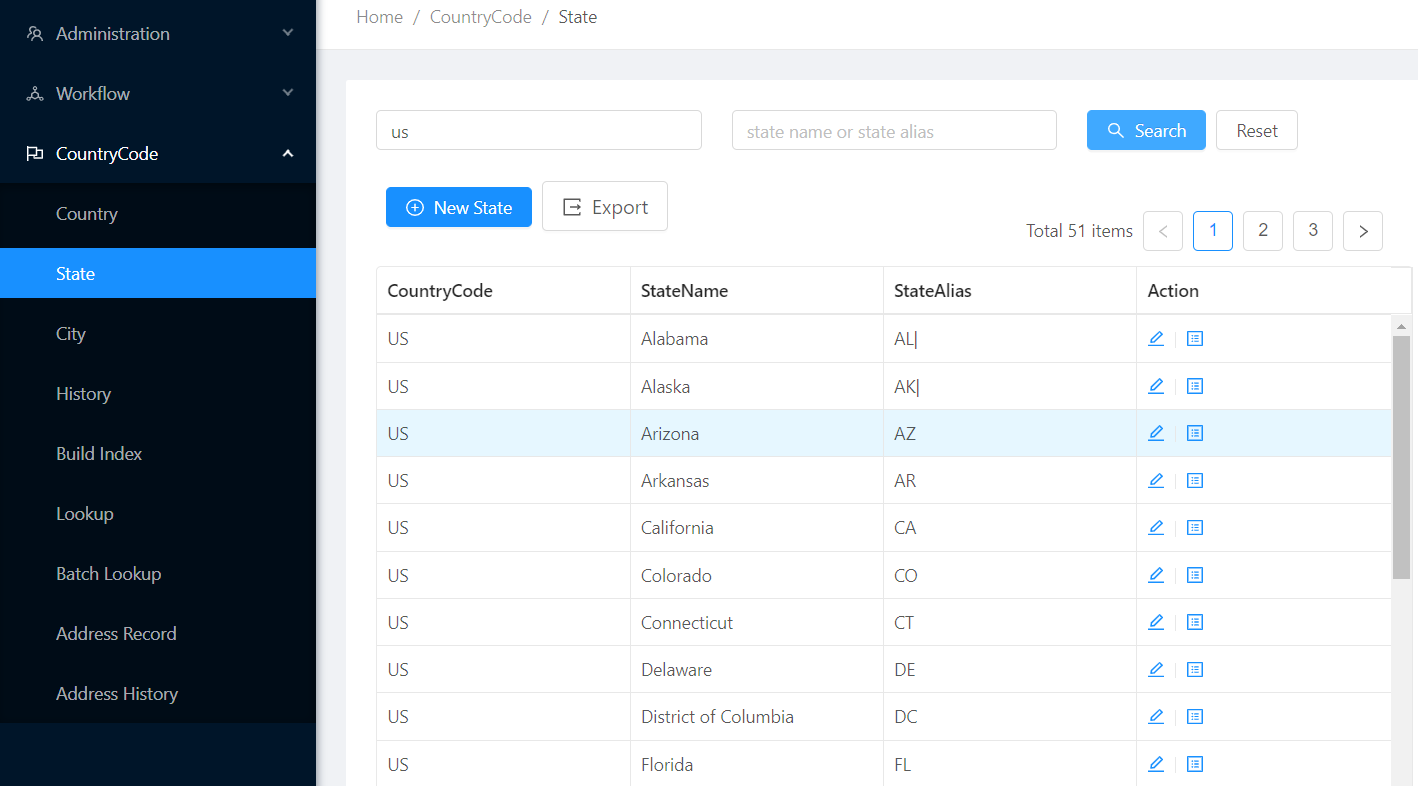 Administration
Workflow
CountryCode
Country
State
City
History
Build Index
Lookup
Batch Lookup
Address Record
Address History
Home / CountryCode / State
us state name or state alias Search Reset
New State Export
Total 51 items < 1 2 3 >
CountryCode StateName StateAlias Action
US Alabama AL|
US Alaska AK|
US Arizona AZ
US Arkansas AR
US California CA
US Colorado CO
US Connecticut CT
US Delaware DE
US District of Columbia DC
US Florida FL